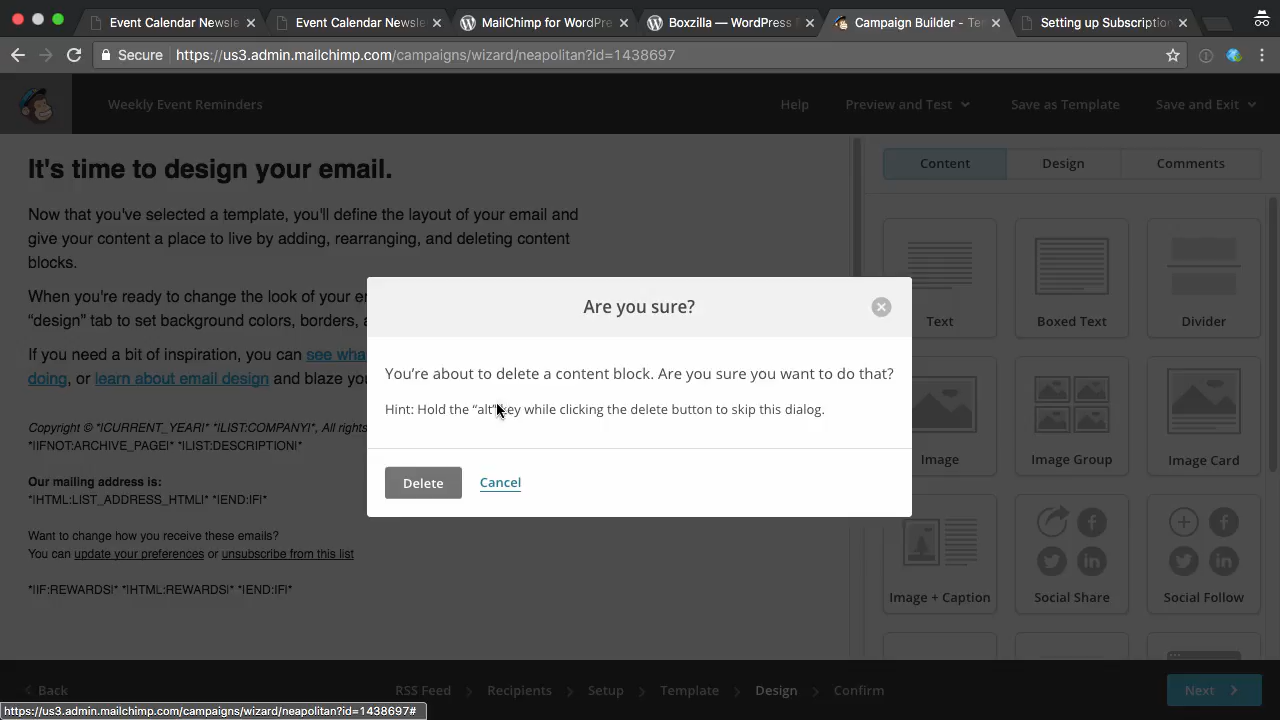 Event Calendar Newsle
Event Calendar Newsle
MailChimp for WordPre
Boxzilla — WordPress
Campaign Builder - Te
Setting up Subscription
Secure
https://us3.admin.mailchimp.com/campaigns/wizard/neapolitan?id=1438697
Weekly Event Reminders
Help
Preview and Test
Save as Template
Save and Exit
It's time to design your email.
Now that you've selected a template, you'll define the layout of your email and
give your content a place to live by adding, rearranging, and deleting content
blocks.
When you're ready to change the look of your e
“design” tab to set background colors, borders, a
If you need a bit of inspiration, you can see wha
doing, or learn about email design and blaze you
Copyright © *|CURRENT_YEAR|* *|LIST:COMPANY|*, All rights
*|IFNOT:ARCHIVE_PAGE|* *|LIST:DESCRIPTION|*
Our mailing address is:
*|HTML:LIST_ADDRESS_HTML|* *|END:IF|*
Want to change how you receive these emails?
You can update your preferences or unsubscribe from this list
*|IF:REWARDS|* *|HTML:REWARDS|* *|END:IF|*
Are you sure?
You’re about to delete a content block. Are you sure you want to do that?
Hint: Hold the “alt” key while clicking the delete button to skip this dialog.
Delete
Cancel
Content
Design
Comments
Text
Boxed Text
Divider
Image
Image Group
Image Card
Image + Caption
Social Share
Social Follow
Back
RSS Feed
Recipients
Setup
Template
Design
Confirm
Next
https://us3.admin.mailchimp.com/campaigns/wizard/neapolitan?id=1438697#